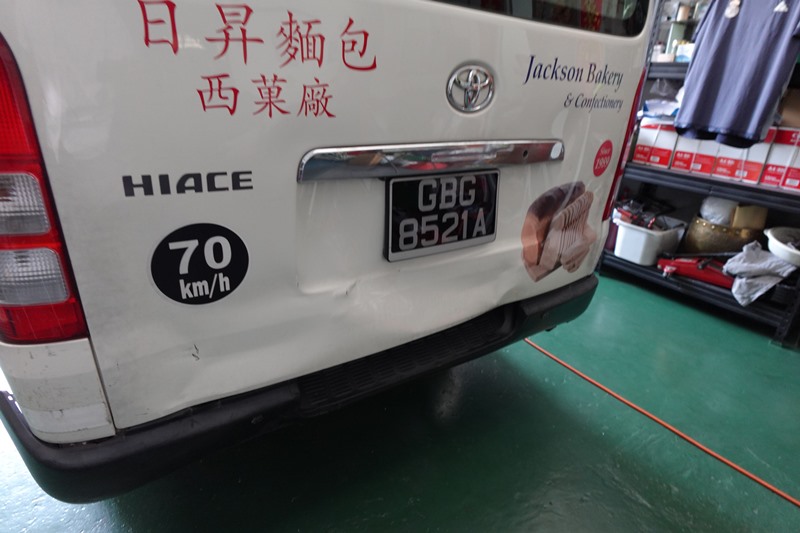 日昇麵包
西菓廠
Jackson Bakery
& Confectionery
HIACE
GBG
8521A
70
km/h